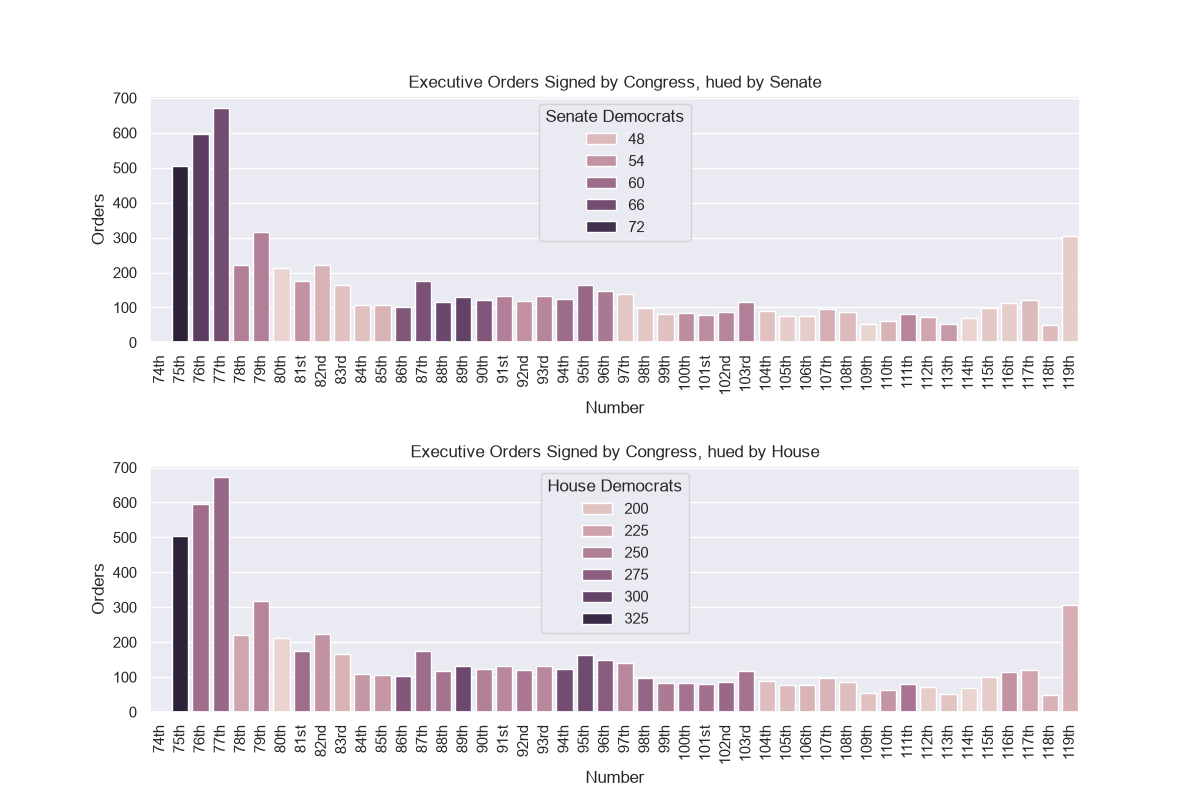 Executive Orders Signed by Congress, hued by Senate
700
600
500
400
300
200
100
0
Orders
Senate Democrats
48
54
60
66
72
74th 75th 76th 77th 78th 79th 80th 81st 82nd 83rd 84th 85th 86th 87th 88th 89th 90th 91st 92nd 93rd 94th 95th 96th 97th 98th 99th 100th 101st 102nd 103rd 104th 105th 106th 107th 108th 109th 110th 111th 112th 113th 114th 115th 116th 117th 118th 119th
Number
Executive Orders Signed by Congress, hued by House
700
600
500
400
300
200
100
0
Orders
House Democrats
200
225
250
275
300
325
74th 75th 76th 77th 78th 79th 80th 81st 82nd 83rd 84th 85th 86th 87th 88th 89th 90th 91st 92nd 93rd 94th 95th 96th 97th 98th 99th 100th 101st 102nd 103rd 104th 105th 106th 107th 108th 109th 110th 111th 112th 113th 114th 115th 116th 117th 118th 119th
Number